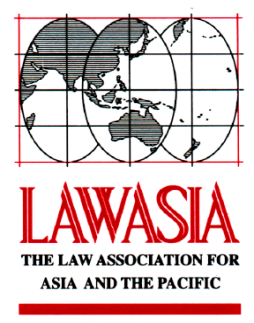 LAWASIA
THE LAW ASSOCIATION FOR
ASIA AND THE PACIFIC